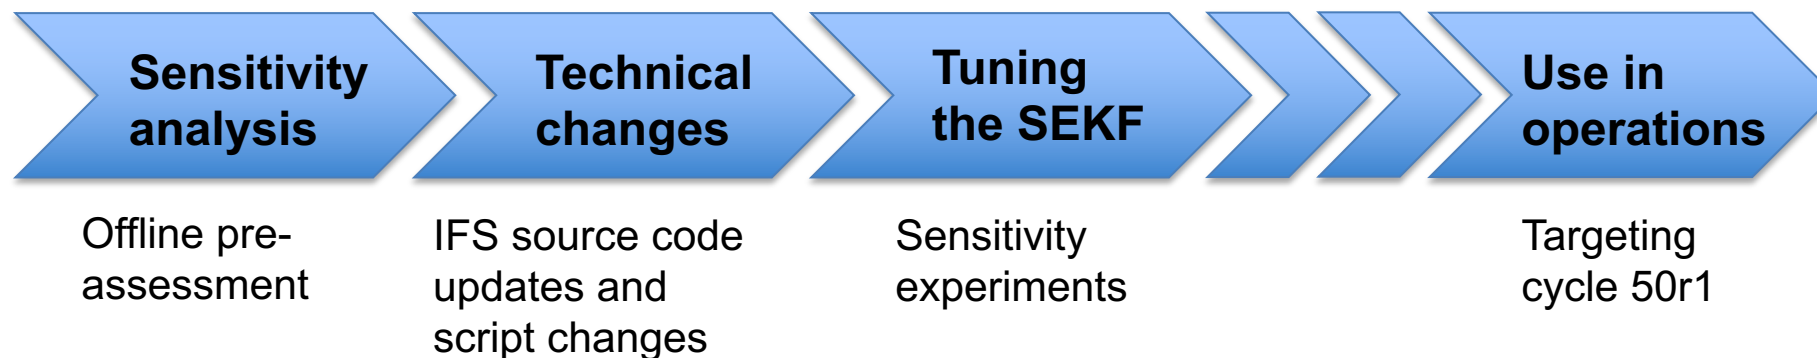 Sensitivity
analysis
Technical
changes
Tuning
the SEKF
Use in
operations
Offline pre-
assessment
IFS source code
updates and
script changes
Sensitivity
experiments
Targeting
cycle 50r1